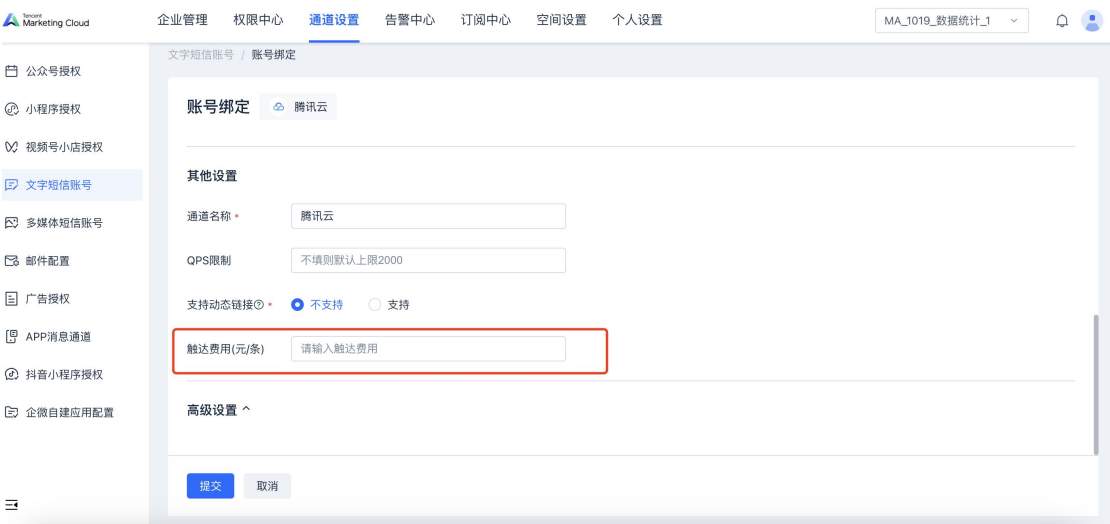 Tencent
Marketing Cloud
企业管理 权限中心 通道设置 告警中心 订阅中心 空间设置 个人设置 MA_1019_数据统计_1
文字短信账号 / 账号绑定
公众号授权
小程序授权
视频号小店授权
文字短信账号
多媒体短信账号
邮件配置
广告授权
APP消息通道
抖音小程序授权
企微自建应用配置
账号绑定 腾讯云
其他设置
通道名称 * 腾讯云
QPS限制 不填则默认上限2000
支持动态链接 * 不支持 支持
触达费用(元/条) 请输入触达费用
高级设置
提交 取消